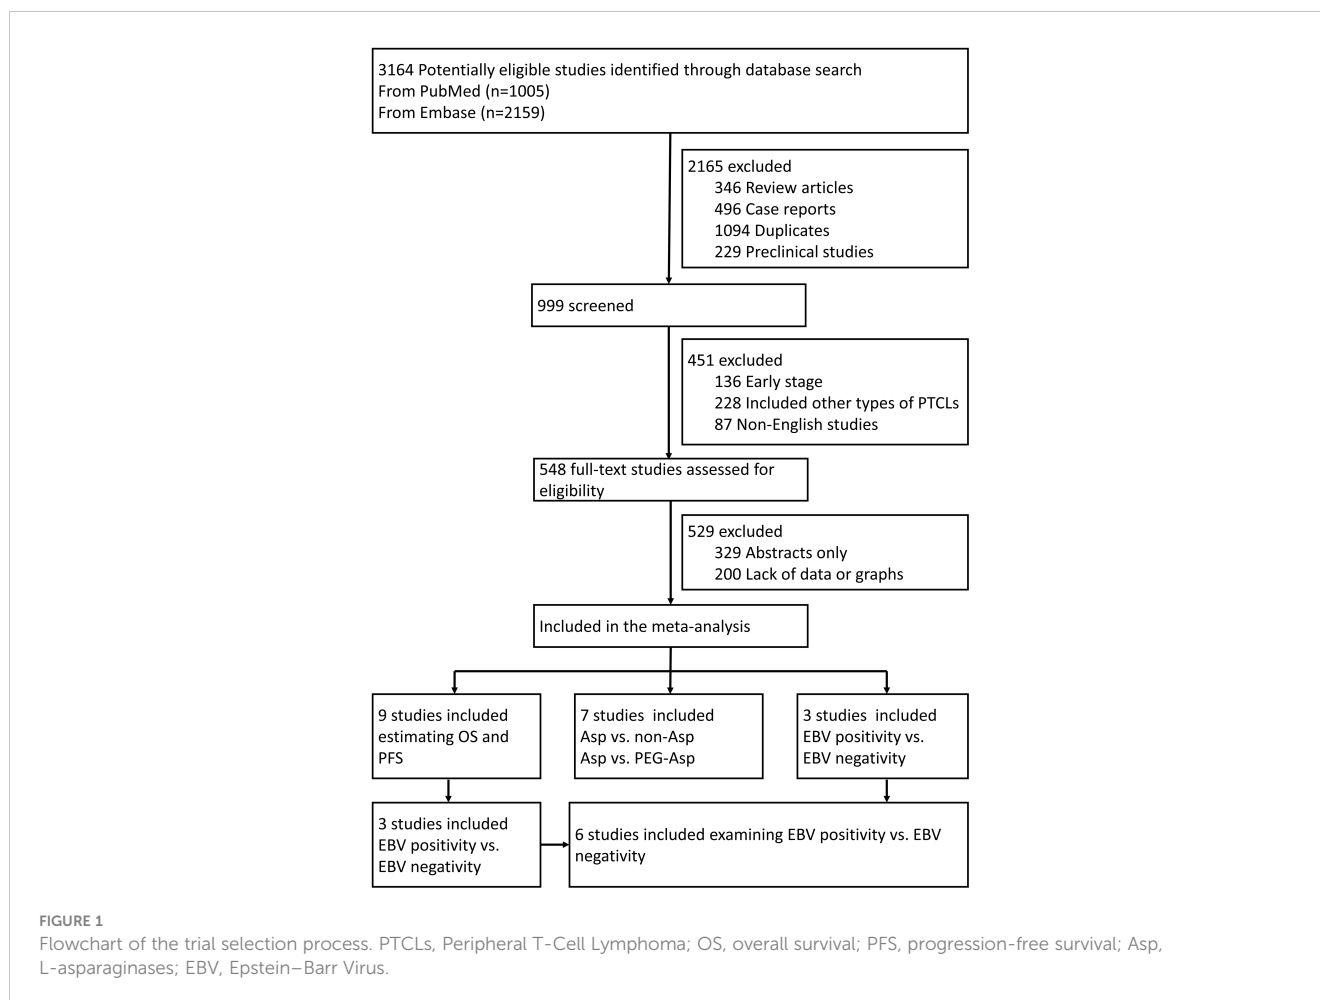 3164 Potentially eligible studies identified through database search
From PubMed (n=1005)
From Embase (n=2159)
2165 excluded
346 Review articles
496 Case reports
1094 Duplicates
229 Preclinical studies
999 screened
451 excluded
136 Early stage
228 Included other types of PTCLs
87 Non-English studies
548 full-text studies assessed for
eligibility
529 excluded
329 Abstracts only
200 Lack of data or graphs
Included in the meta-analysis
9 studies included
estimating OS and
PFS
7 studies included
Asp vs. non-Asp
Asp vs. PEG-Asp
3 studies included
EBV positivity vs.
EBV negativity
3 studies included
EBV positivity vs.
EBV negativity
6 studies included examining EBV positivity vs. EBV
negativity
FIGURE 1
Flowchart of the trial selection process. PTCLs, Peripheral T-Cell Lymphoma; OS, overall survival; PFS, progression-free survival; Asp,
L-asparaginases; EBV, Epstein–Barr Virus.